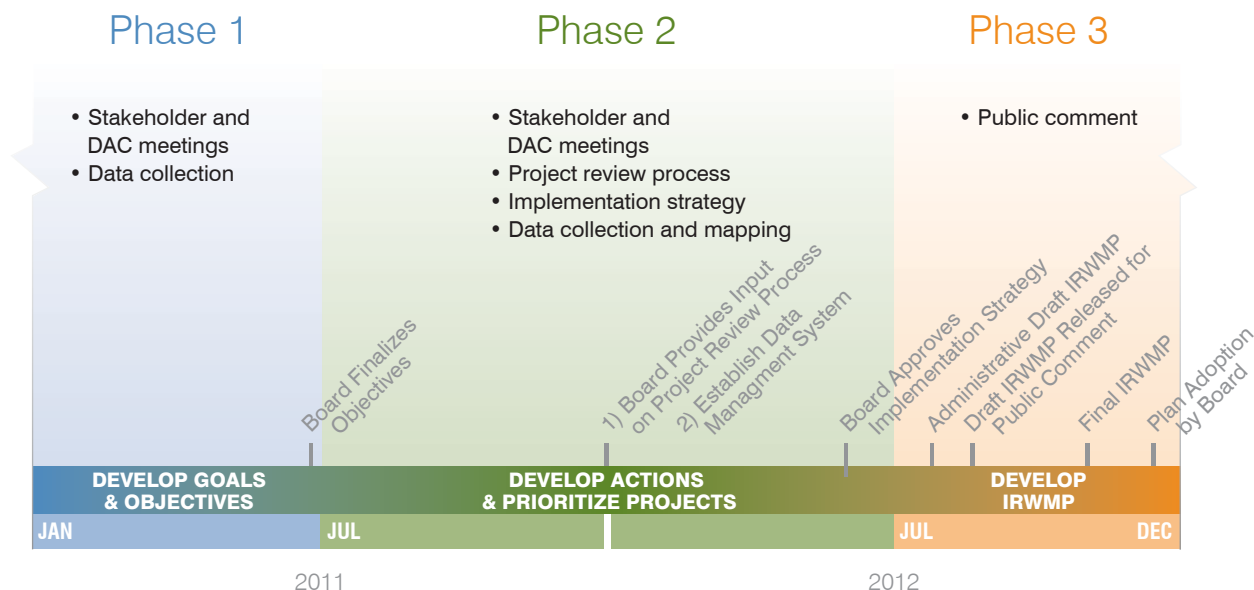 Phase 1
Phase 2
Phase 3
• Stakeholder and
DAC meetings
• Data collection
• Stakeholder and
DAC meetings
• Project review process
• Implementation strategy
• Data collection and mapping
• Public comment
Board Finalizes
Objectives
1) Board Provides Input
on Project Review Process
2) Establish Data
Managment System
Board Approves
Implementation Strategy
Administrative Draft IRWMP
Draft IRWMP Released for
Public Comment
Final IRWMP
Plan Adoption
by Board
DEVELOP GOALS
& OBJECTIVES
DEVELOP ACTIONS
& PRIORITIZE PROJECTS
DEVELOP
IRWMP
JAN
JUL
JUL
DEC
2011
2012